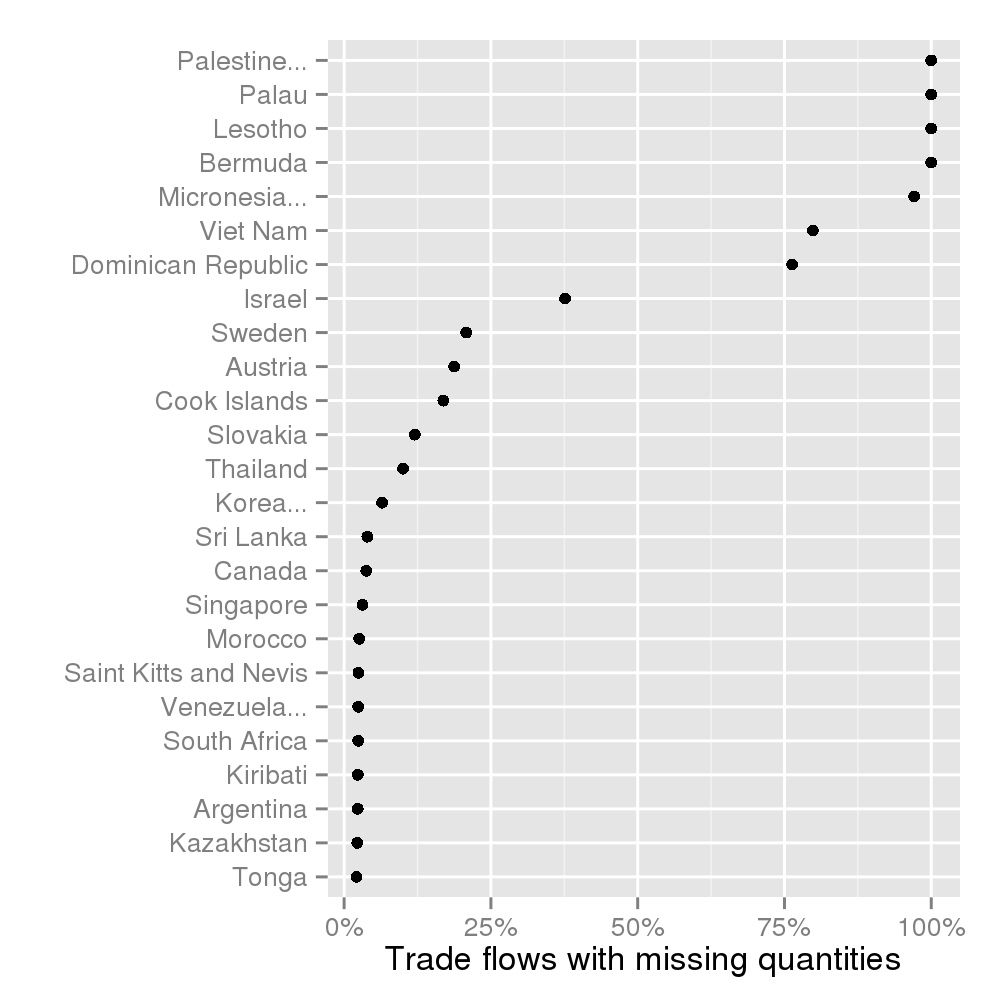 Palestine...
Palau
Lesotho
Bermuda
Micronesia...
Viet Nam
Dominican Republic
Israel
Sweden
Austria
Cook Islands
Slovakia
Thailand
Korea...
Sri Lanka
Canada
Singapore
Morocco
Saint Kitts and Nevis
Venezuela...
South Africa
Kiribati
Argentina
Kazakhstan
Tonga
0% 25% 50% 75% 100%
Trade flows with missing quantities